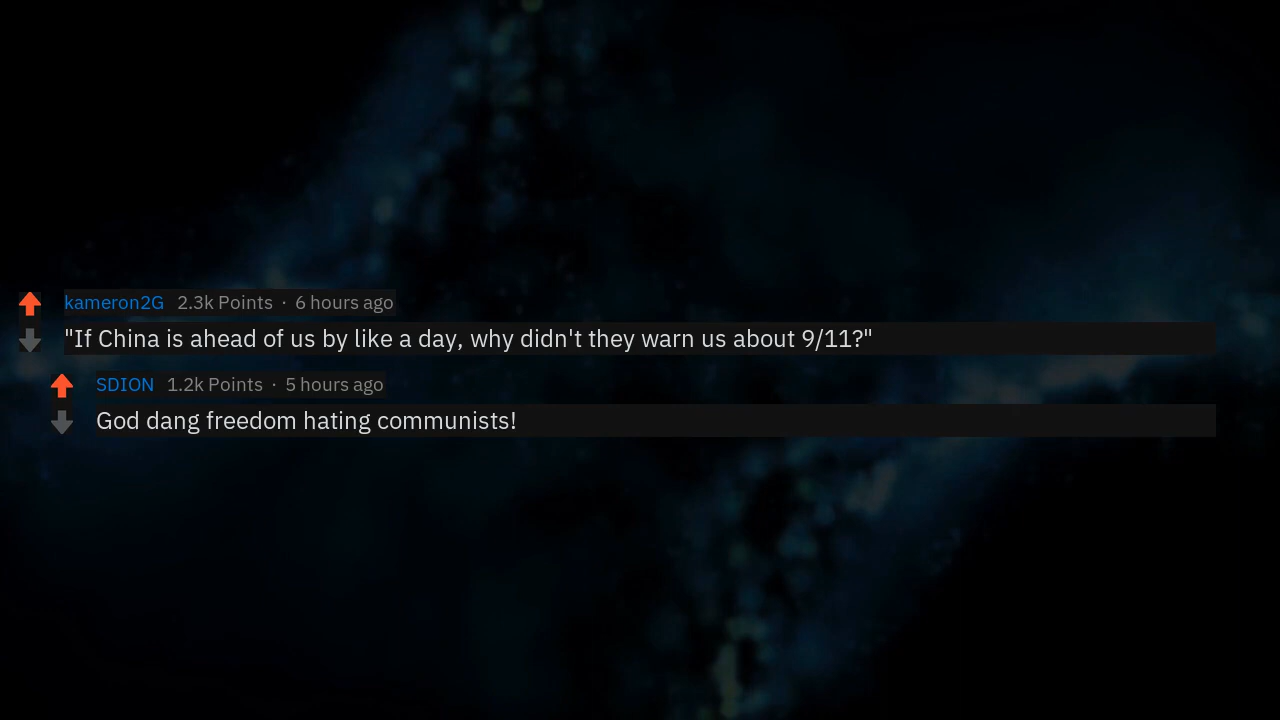 kameron2G 2.3k Points · 6 hours ago
"If China is ahead of us by like a day, why didn't they warn us about 9/11?"
SDION 1.2k Points · 5 hours ago
God dang freedom hating communists!